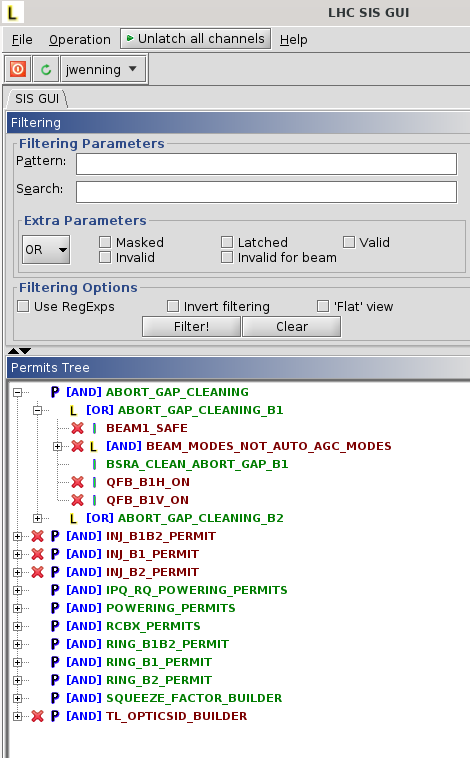 L LHC SIS GUI
File Operation Unlatch all channels Help
jwenning
SIS GUI
Filtering
Filtering Parameters
Pattern:
Search:
Extra Parameters
OR Masked Latched Valid
Invalid Invalid for beam
Filtering Options
Use RegExps Invert filtering 'Flat' view
Filter! Clear
Permits Tree
P [AND] ABORT_GAP_CLEANING
L [OR] ABORT_GAP_CLEANING_B1
I BEAM1_SAFE
L [AND] BEAM_MODES_NOT_AUTO_AGC_MODES
I BSRA_CLEAN_ABORT_GAP_B1
I QFB_B1H_ON
I QFB_B1V_ON
L [OR] ABORT_GAP_CLEANING_B2
P [AND] INJ_B1B2_PERMIT
P [AND] INJ_B1_PERMIT
P [AND] INJ_B2_PERMIT
P [AND] IPQ_RQ_POWERING_PERMITS
P [AND] POWERING_PERMITS
P [AND] RCBX_PERMITS
P [AND] RING_B1B2_PERMIT
P [AND] RING_B1_PERMIT
P [AND] RING_B2_PERMIT
P [AND] SQUEEZE_FACTOR_BUILDER
P [AND] TL_OPTICSID_BUILDER